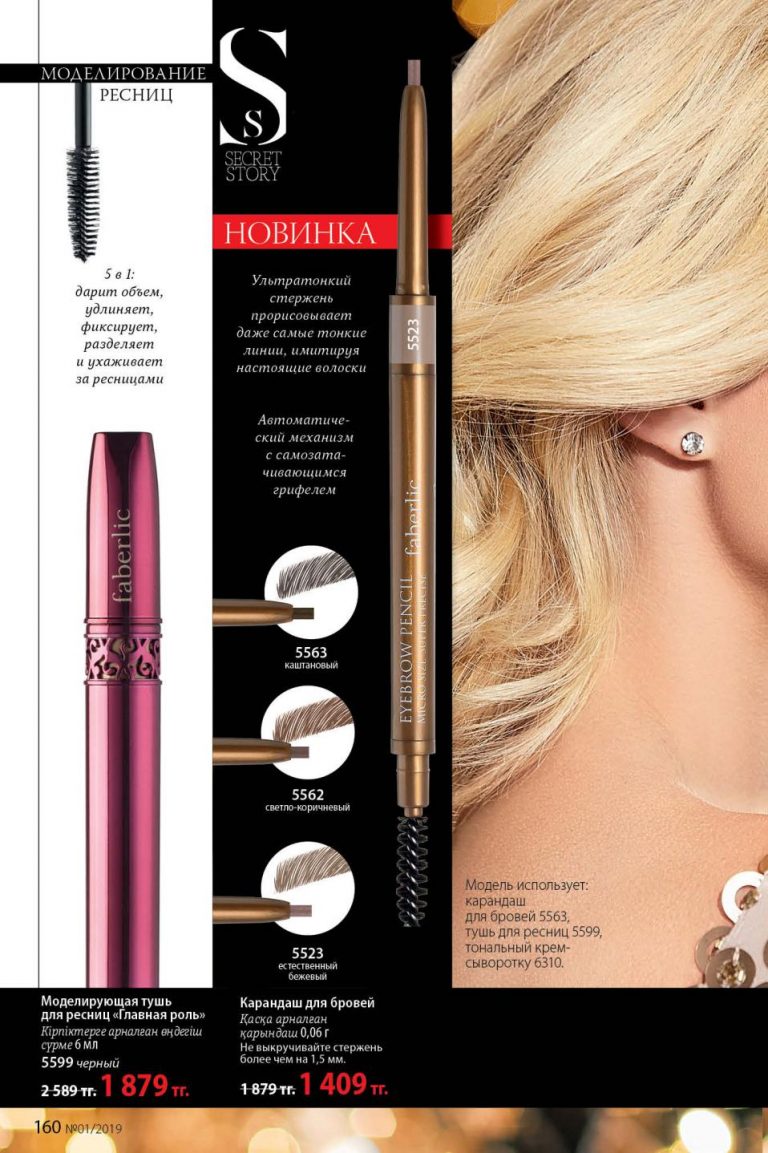 МОДЕЛИРОВАНИЕ
РЕСНИЦ
S
S
SECRET
STORY
НОВИНКА
5 в 1:
дарит объем,
удлиняет,
фиксирует,
разделяет
и ухаживает
за ресницами
Ультратонкий
стержень
прорисовывает
даже самые тонкие
линии, имитируя
настоящие волоски
Автоматиче-
ский механизм
с самозата-
чивающимся
грифелем
faberlic
5523
EYEBROW PENCIL faberlic
MICRO SIZE. SUPER PRECISE
5563
каштановый
5562
светло-коричневый
5523
естественный
бежевый
Модель использует:
карандаш
для бровей 5563,
тушь для ресниц 5599,
тональный крем-
сыворотку 6310.
Моделирующая тушь
для ресниц «Главная роль»
Кірпіктерге арналған өңдегіш
сүрме 6 мл
5599 черный
2 589 тг. 1 879 тг.
Карандаш для бровей
Қасқа арналған
қарындаш 0,06 г
Не выкручивайте стержень
более чем на 1,5 мм.
1 879 тг. 1 409 тг.
160 №01/2019